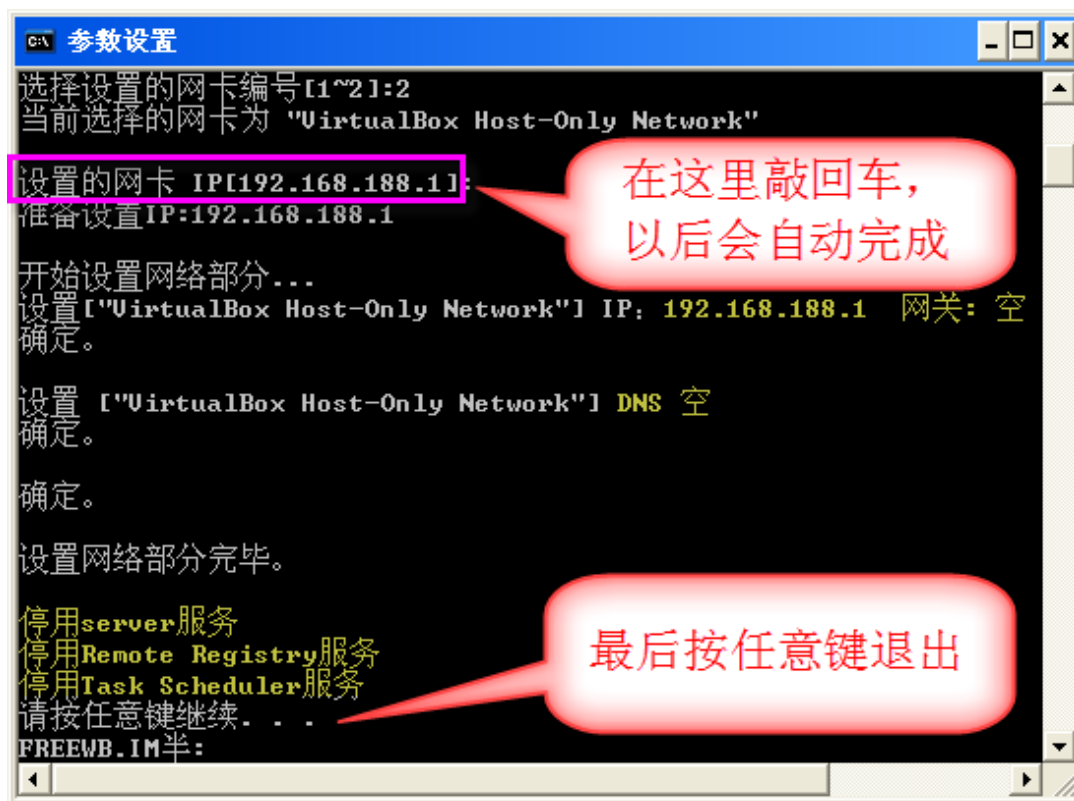 参数设置
选择设置的网卡编号[1~2]:2
当前选择的网卡为 "VirtualBox Host-Only Network"
设置的网卡 IP[192.168.188.1]:
在这里敲回车，
以后会自动完成
准备设置IP:192.168.188.1
开始设置网络部分...
设置["VirtualBox Host-Only Network"] IP: 192.168.188.1 网关: 空
确定。
设置 ["VirtualBox Host-Only Network"] DNS 空
确定。
确定。
设置网络部分完毕。
停用server服务
停用Remote Registry服务
停用Task Scheduler服务
最后按任意键退出
请按任意键继续. . .
FREEWB.IM半: